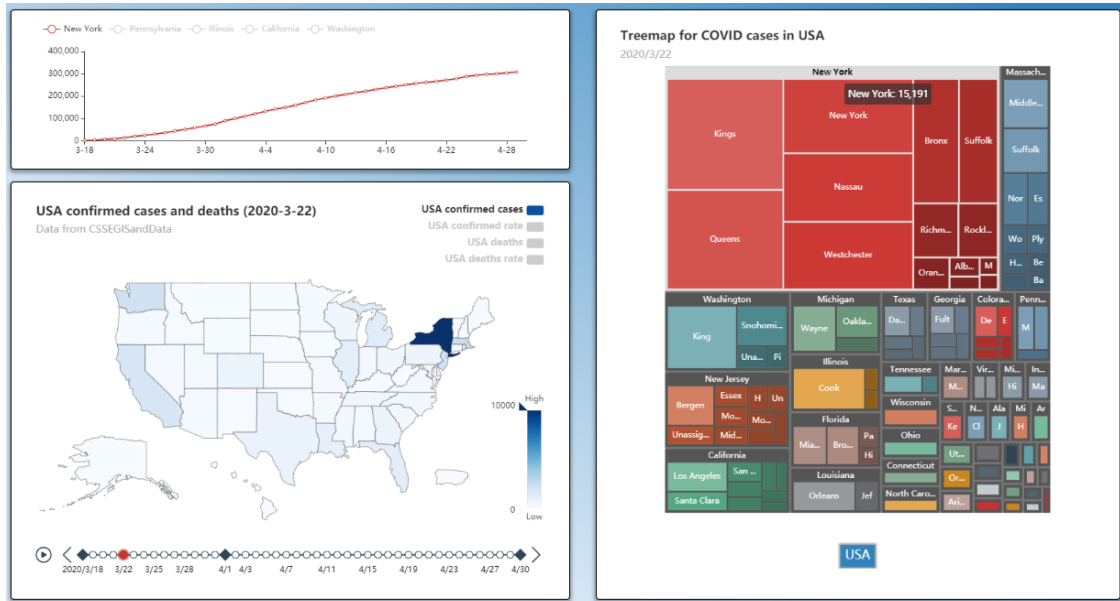 New York Pennsylvania Illinois California Washington
400,000
300,000
200,000
100,000
0
3-18 3-24 3-30 4-4 4-10 4-16 4-22 4-28
USA confirmed cases and deaths (2020-3-22)
Data from CSSEGISandData
USA confirmed cases
USA confirmed rate
USA deaths
USA deaths rate
High
10000
0
Low
2020/3/18 3/22 3/25 3/28 4/1 4/3 4/7 4/11 4/15 4/19 4/23 4/27 4/30
Treemap for COVID cases in USA
2020/3/22
New York Massach...
New York: 15,191
Kings New York Bronx Suffolk Middle...
Suffolk
Nassau
Queens Westchester Richm... Rockl... Nor Es
Wo Ply
Oran... Alb... M H... Be
Ba
Washington Michigan Texas Georgia Colora... Penn...
King Snohomi... Wayne Oakla... Da... Fult De E M
Una... Pi
Illinois Tennessee Mar... Vir... Mi... In...
Cook M... Hi Ma
New Jersey Wisconsin
Bergen Essex H Un S... N... Ala Mi Ar
Mo... Mo... Florida Ke Cl J H
Unassig... Mid... Mia... Bro... Pa Ohio
Hi Ut...
California Louisiana Connecticut
Los Angeles San ... Orleans Jef Or...
Santa Clara North Caro... Ari...
USA